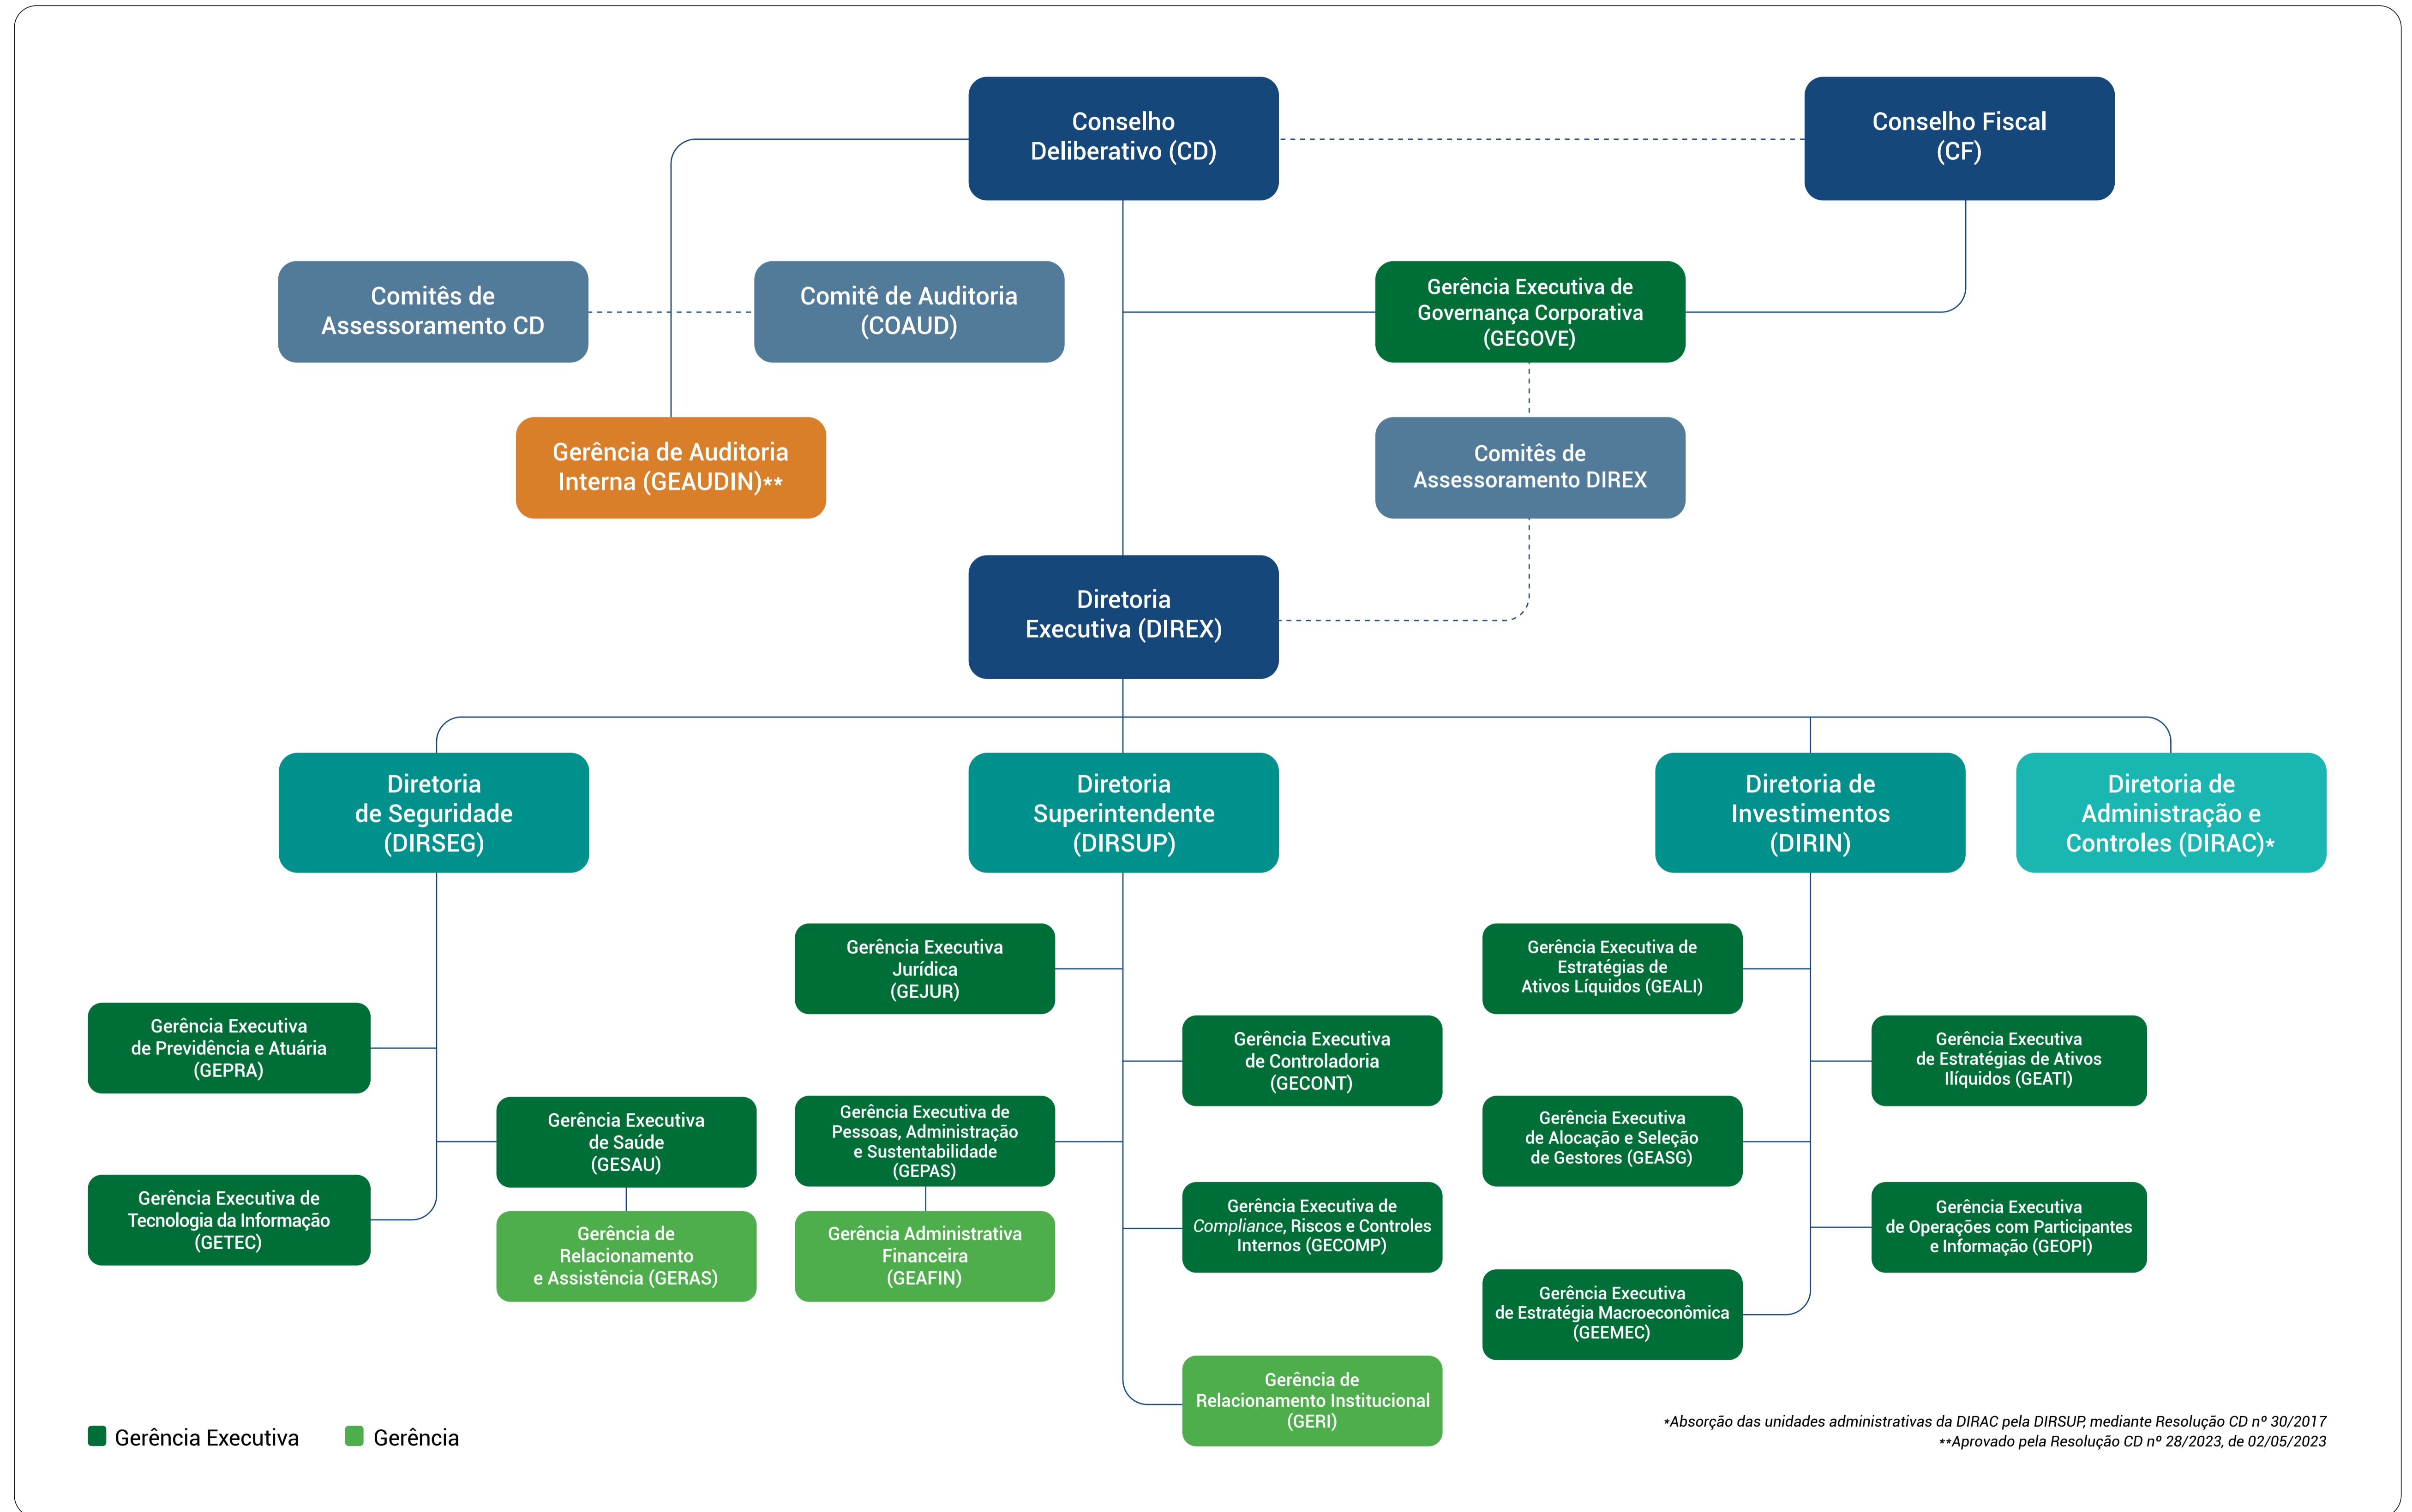 Conselho
Deliberativo (CD)
Conselho Fiscal
(CF)
Comitês de
Assessoramento CD
Comitê de Auditoria
(COAUD)
Gerência Executiva de
Governança Corporativa
(GEGOVE)
Gerência de Auditoria
Interna (GEAUDIN)**
Comitês de
Assessoramento DIREX
Diretoria
Executiva (DIREX)
Diretoria
de Seguridade
(DIRSEG)
Diretoria
Superintendente
(DIRSUP)
Diretoria de
Investimentos
(DIRIN)
Diretoria de
Administração e
Controles (DIRAC)*
Gerência Executiva
de Previdência e Atuária
(GEPRA)
Gerência Executiva
de Saúde
(GESAU)
Gerência Executiva de
Tecnologia da Informação
(GETEC)
Gerência de
Relacionamento
e Assistência (GERAS)
Gerência Executiva
Jurídica
(GEJUR)
Gerência Executiva
de Controladoria
(GECONT)
Gerência Executiva de
Pessoas, Administração
e Sustentabilidade
(GEPAS)
Gerência Executiva de
Compliance, Riscos e Controles
Internos (GECOMP)
Gerência Administrativa
Financeira
(GEAFIN)
Gerência de
Relacionamento Institucional
(GERI)
Gerência Executiva de
Estratégias de
Ativos Líquidos (GEALI)
Gerência Executiva
de Estratégias de Ativos
Ilíquidos (GEATI)
Gerência Executiva
de Alocação e Seleção
de Gestores (GEASG)
Gerência Executiva
de Operações com Participantes
e Informação (GEOPI)
Gerência Executiva
de Estratégia Macroeconômica
(GEEMEC)
Gerência Executiva
Gerência
*Absorção das unidades administrativas da DIRAC pela DIRSUP, mediante Resolução CD nº 30/2017
**Aprovado pela Resolução CD nº 28/2023, de 02/05/2023